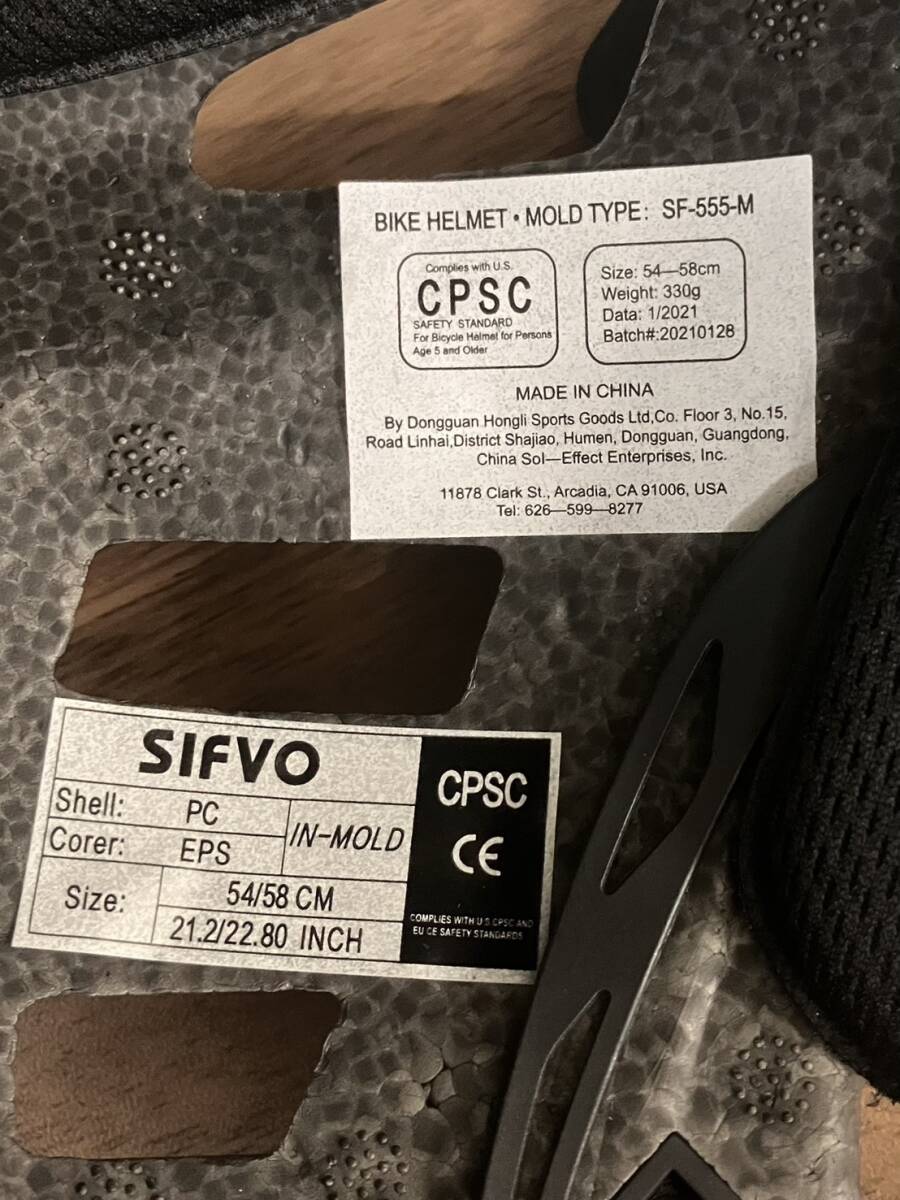 BIKE HELMET • MOLD TYPE: SF-555-M
Complies with U.S.
CPSC
SAFETY STANDARD
For Bicycle Helmet for Persons
Age 5 and Older
Size: 54—58cm
Weight: 330g
Data: 1/2021
Batch#:20210128
MADE IN CHINA
By Dongguan Hongli Sports Goods Ltd,Co. Floor 3, No.15,
Road Linhai,District Shajiao, Humen, Dongguan, Guangdong,
China Sol—Effect Enterprises, Inc.
11878 Clark St., Arcadia, CA 91006, USA
Tel: 626—599—8277
SIFVO
Shell: PC
Corer: EPS
IN-MOLD
Size: 54/58 CM
21.2/22.80 INCH
CPSC
CE
COMPLIES WITH U S CPSC AND
EU CE SAFETY STANDARDS